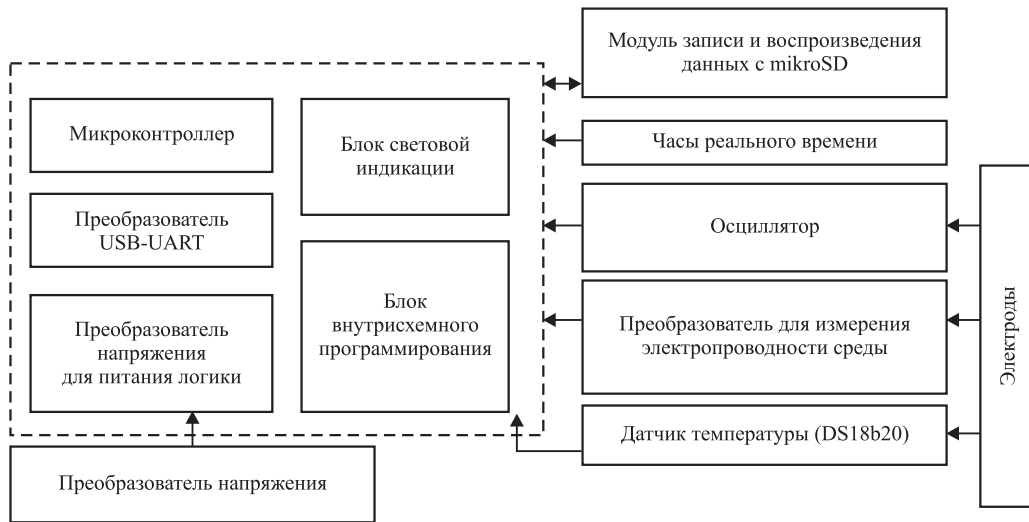 Модуль записи и воспроизведения
данных с mikroSD
Микроконтроллер
Блок световой
индикации
Часы реального времени
Преобразователь
USB-UART
Осциллятор
Преобразователь
напряжения
для питания логики
Блок
внутрисхемного
программирования
Преобразователь для измерения
электропроводности среды
Электроды
Датчик температуры (DS18b20)
Преобразователь напряжения